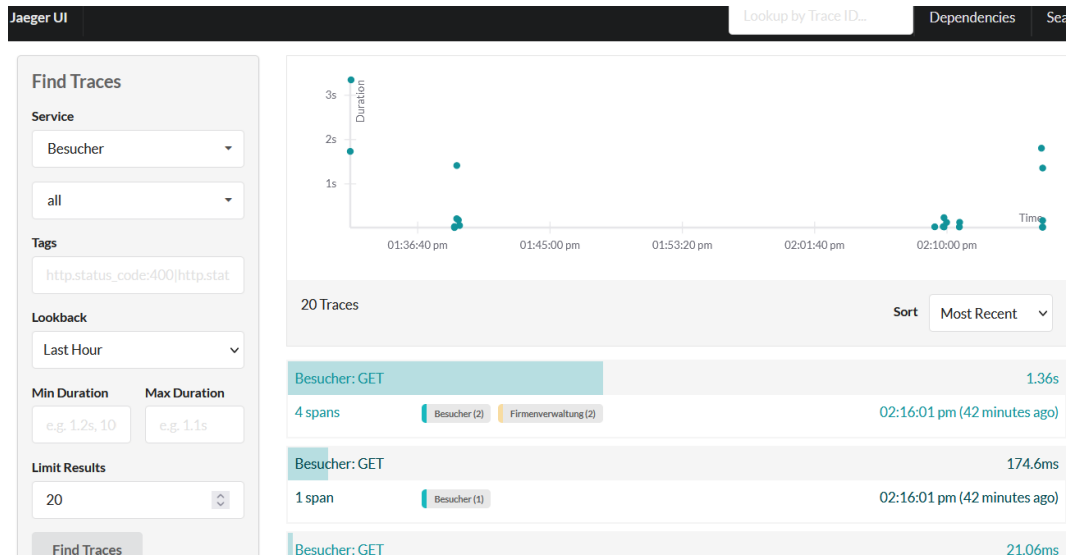 Jaeger UI
Lookup by Trace ID...
Dependencies
Find Traces
Service
Besucher
all
Tags
http.status_code:400|http.stat
Lookback
Last Hour
Min Duration Max Duration
e.g. 1.2s, 10 e.g. 1.1s
Limit Results
20
Find Traces
3s
2s
1s
Duration
Time
01:36:40 pm 01:45:00 pm 01:53:20 pm 02:01:40 pm 02:10:00 pm
20 Traces
Sort Most Recent
Besucher: GET 1.36s
4 spans Besucher (2) Firmenverwaltung (2) 02:16:01 pm (42 minutes ago)
Besucher: GET 174.6ms
1 span Besucher (1) 02:16:01 pm (42 minutes ago)
Besucher: GET 21.06ms